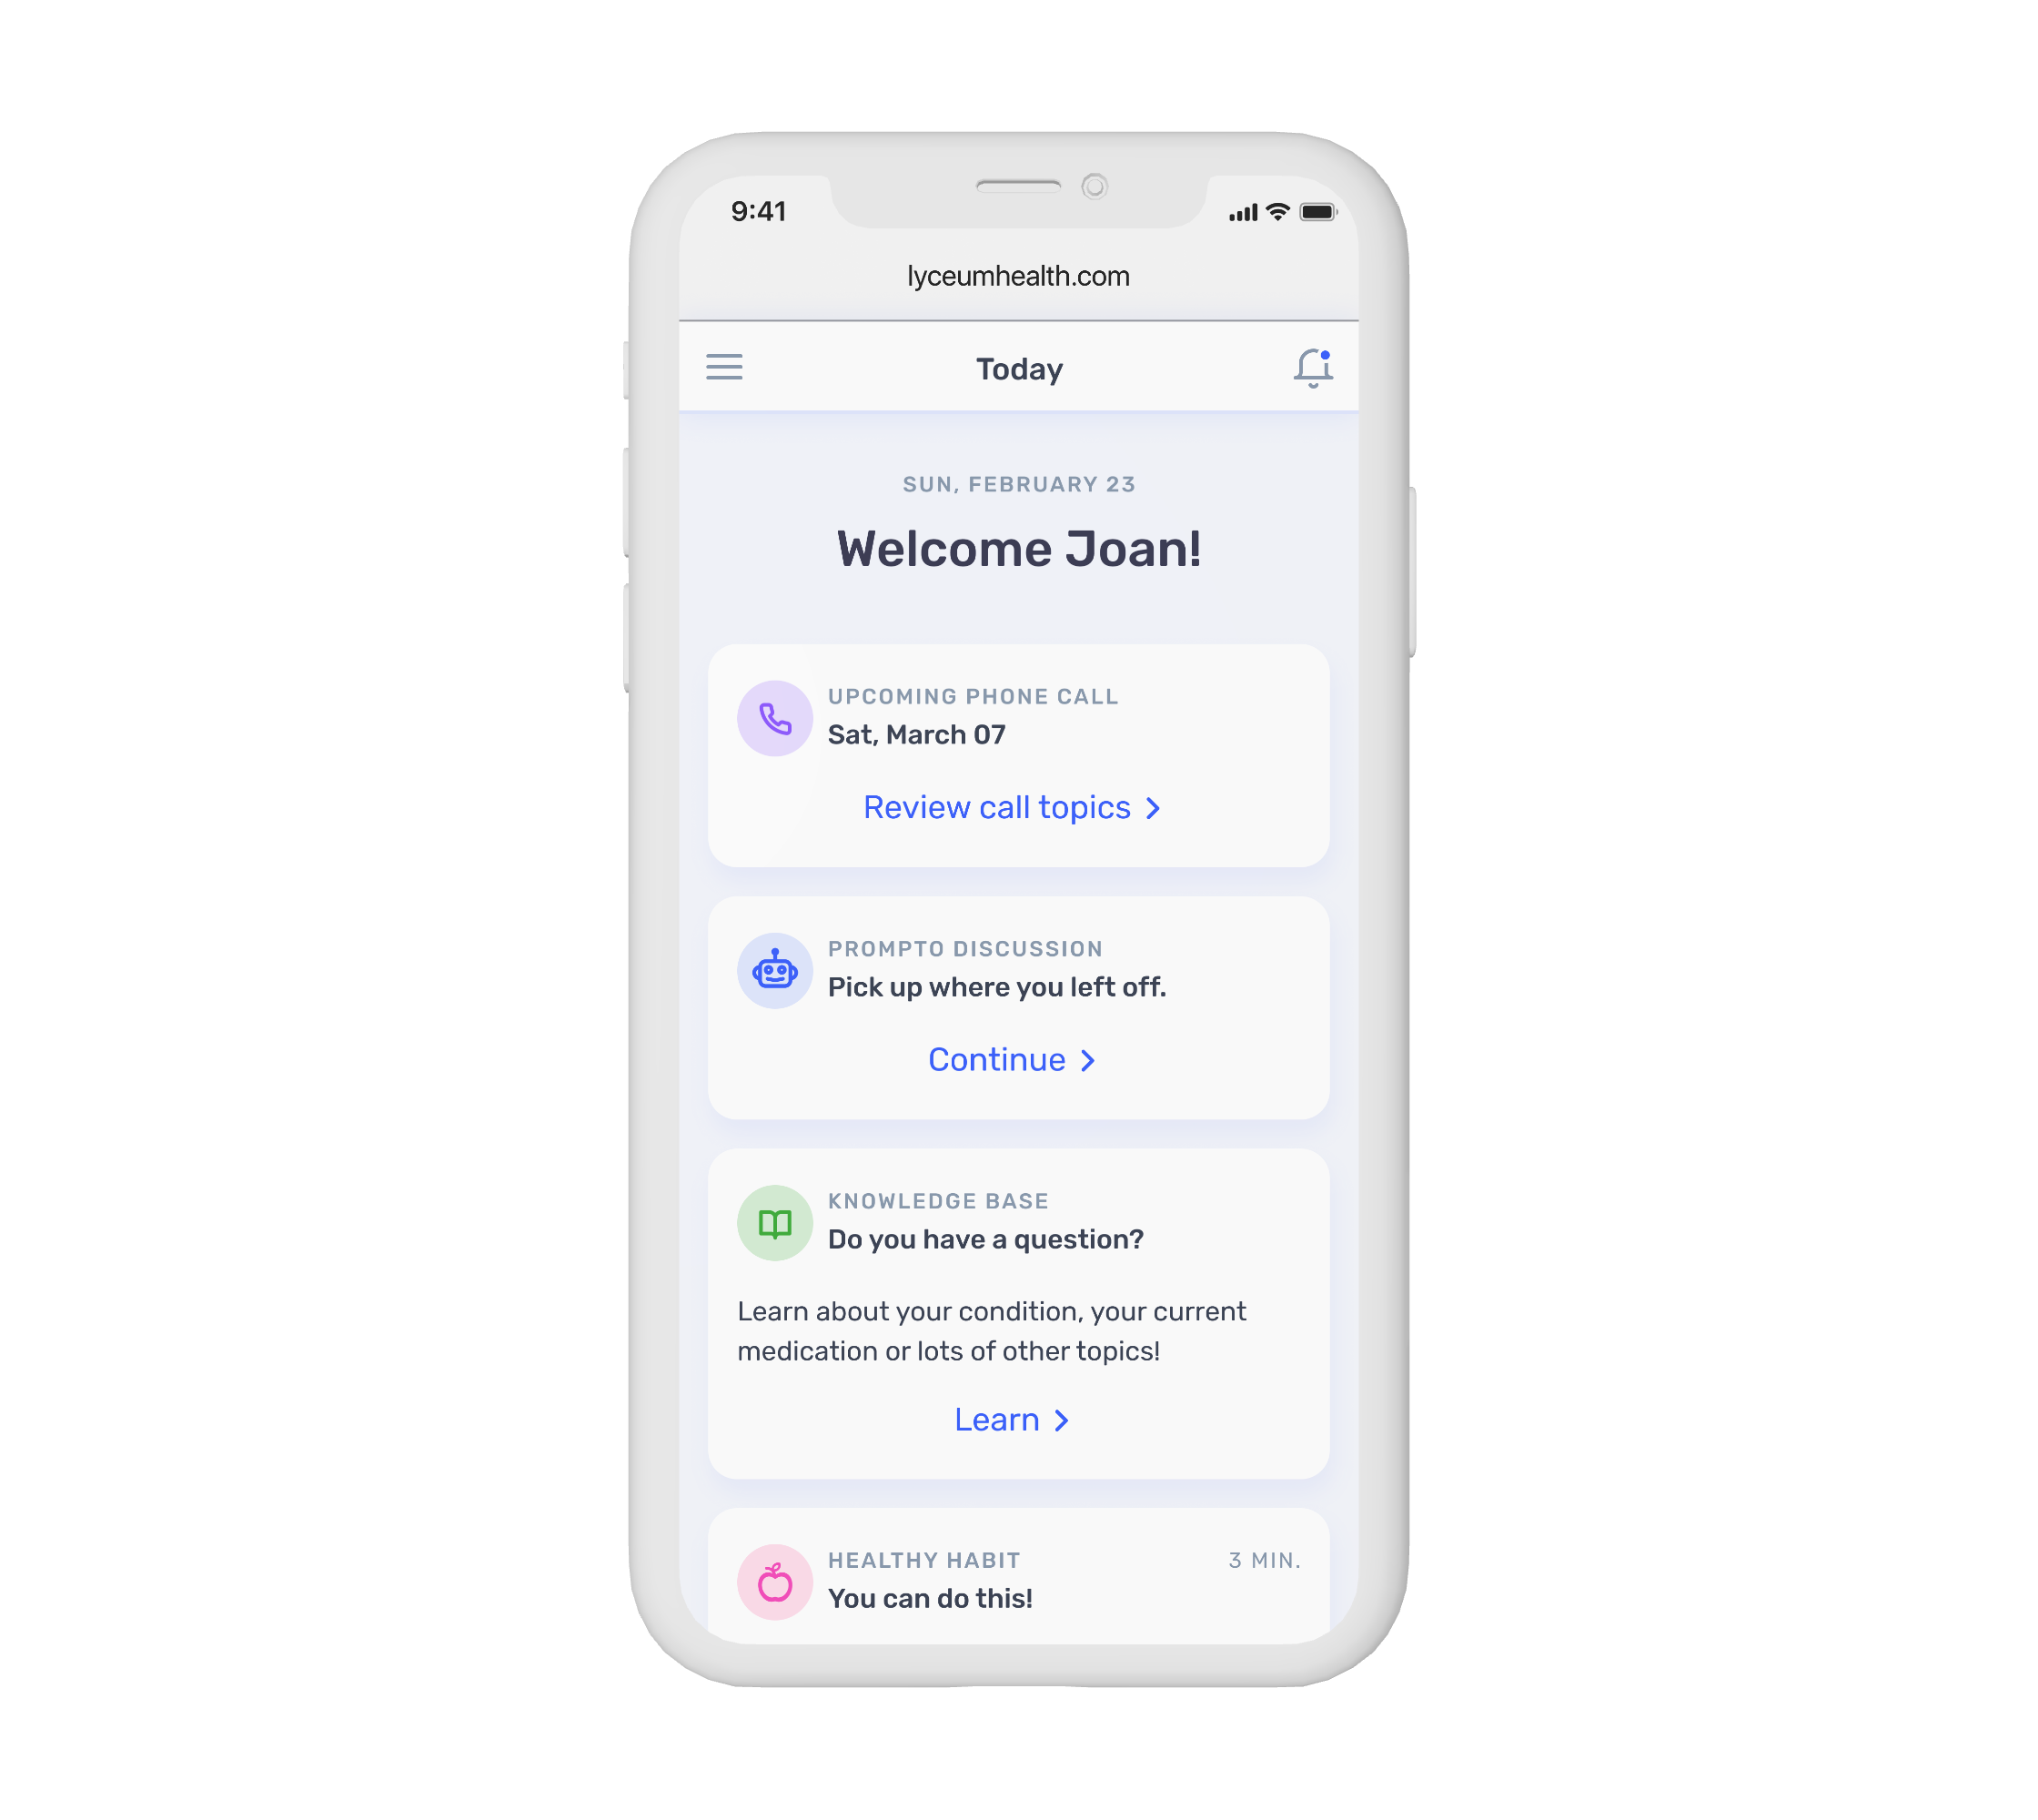 9:41
lyceumhealth.com
Today
SUN, FEBRUARY 23
Welcome Joan!
UPCOMING PHONE CALL
Sat, March 07
Review call topics
PROMPTO DISCUSSION
Pick up where you left off.
Continue
KNOWLEDGE BASE
Do you have a question?
Learn about your condition, your current
medication or lots of other topics!
Learn
HEALTHY HABIT 3 MIN.
You can do this!